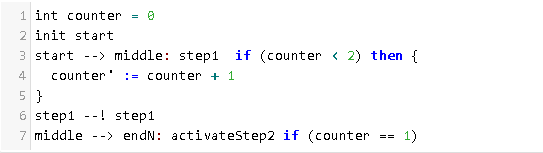 1 int counter = 0
2 init start
3 start --> middle: step1  if (counter < 2) then {
4   counter' := counter + 1
5 }
6 step1 --! step1
7 middle --> endN: activateStep2 if (counter == 1)